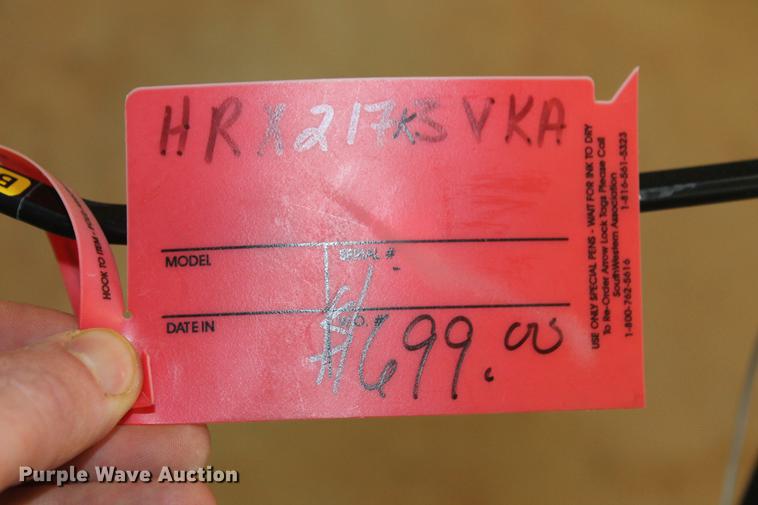 HRX217K5VKA
MODEL
SERIAL #
DATE IN
#699.00
HOOK TO ITEM -
USE ONLY SPECIAL PENS - WAIT FOR INK TO DRY
To Re-Order Arrow Lock Tags Please Call
SouthWestern Association
1-800-762-5616 1-816-561-5323
B
Purple Wave Auction